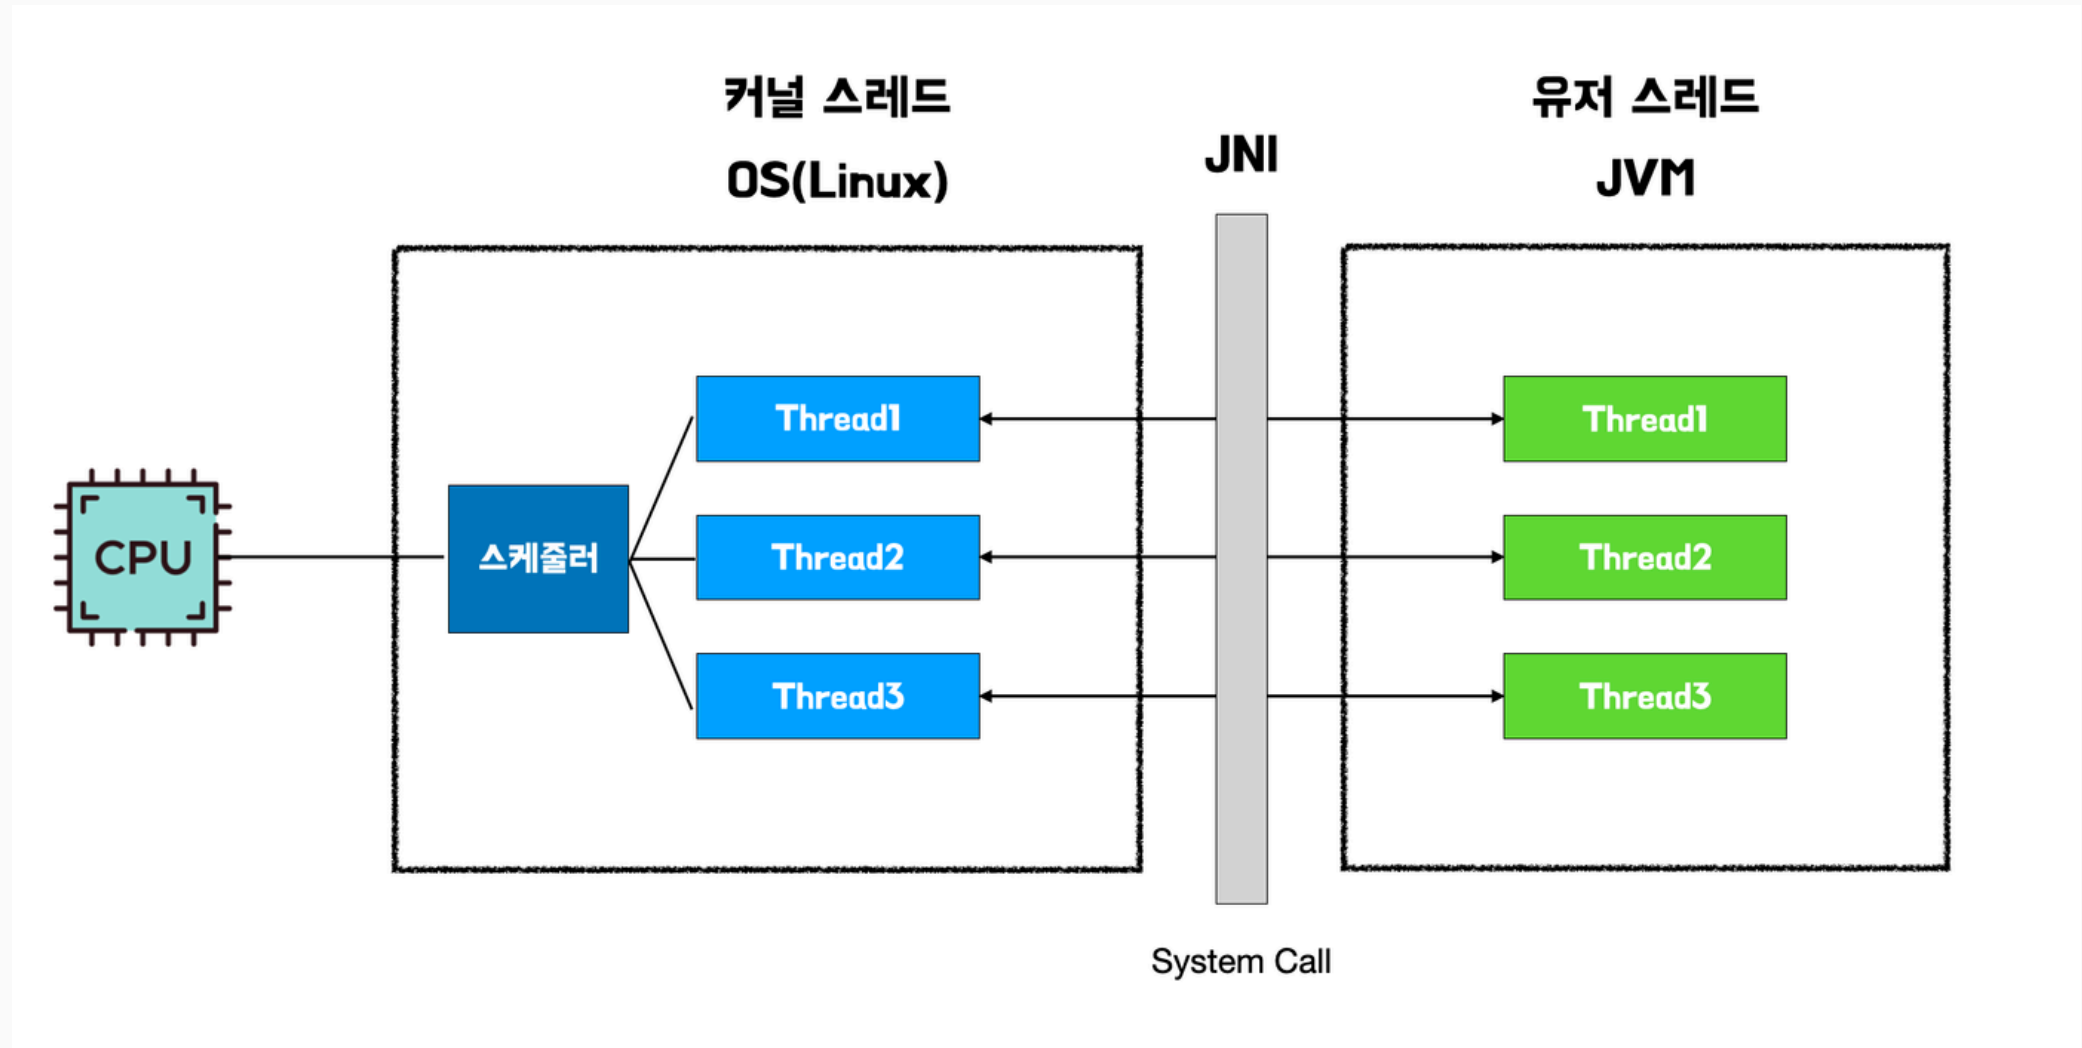 커널 스레드
OS(Linux)
JNI
유저 스레드
JVM
CPU
스케줄러
Thread1
Thread2
Thread3
Thread1
Thread2
Thread3
System Call